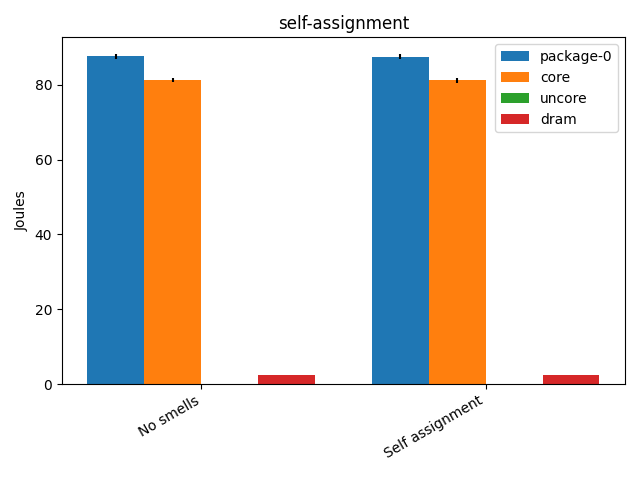 self-assignment
package-0
core
uncore
dram
Joules
80
60
40
20
0
No smells
Self assignment